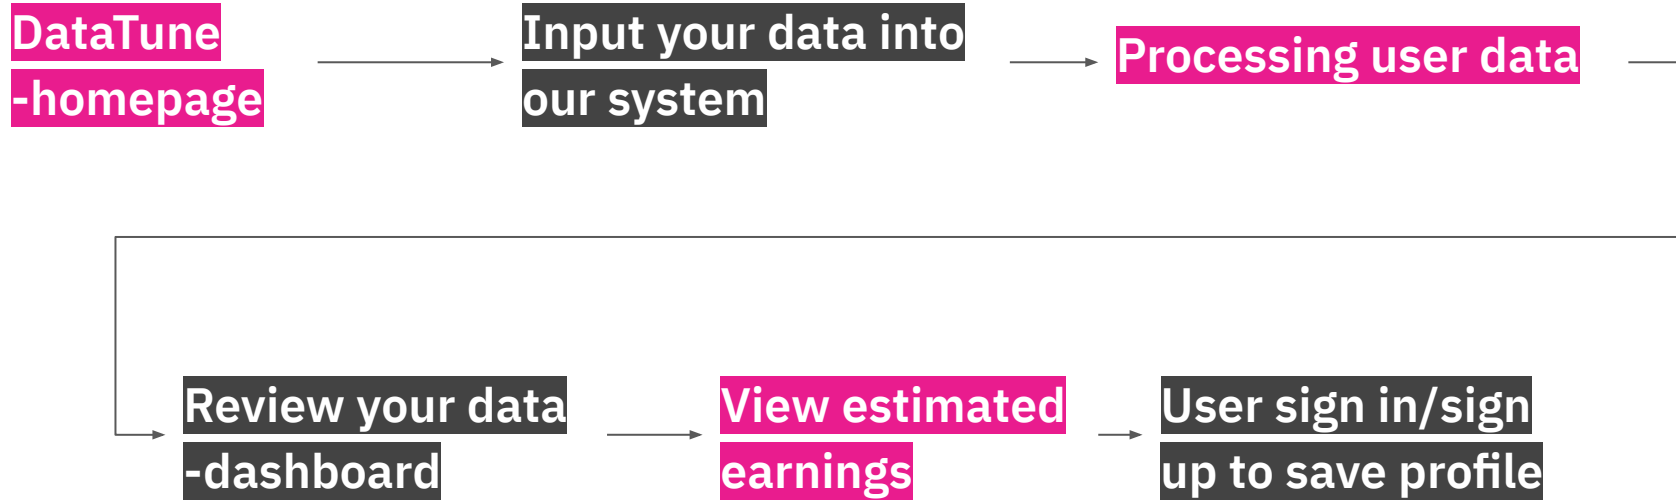 DataTune
-homepage
Input your data into
our system
Processing user data
Review your data
-dashboard
View estimated
earnings
User sign in/sign
up to save profile